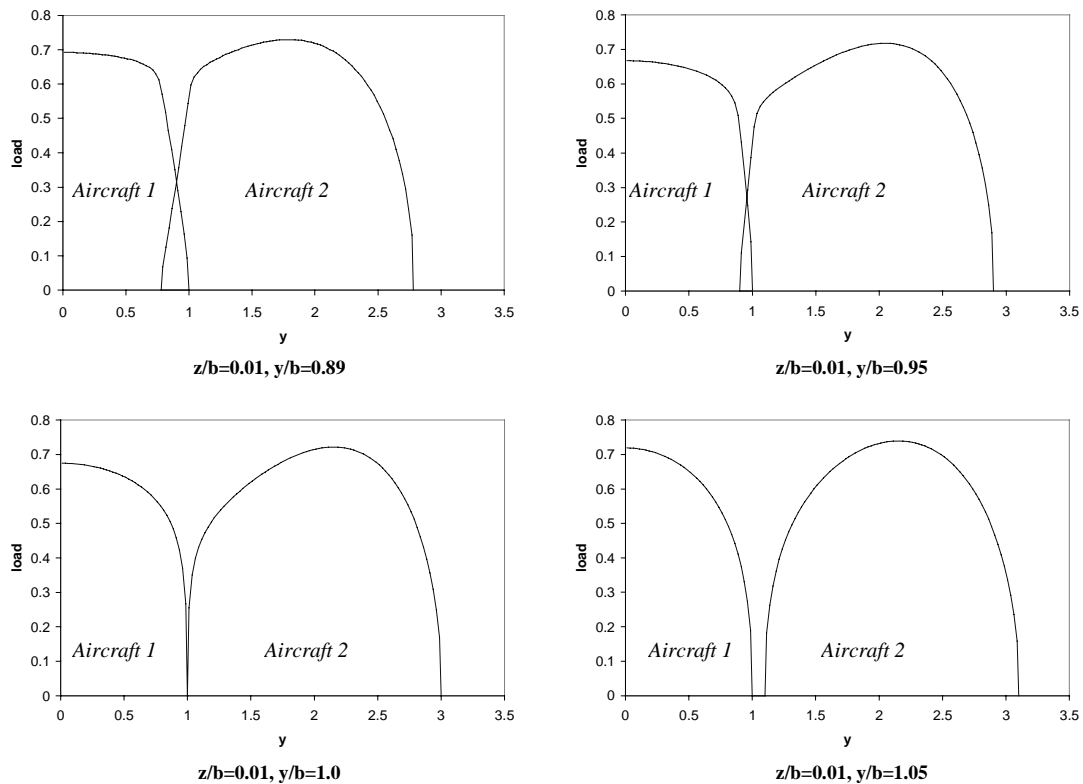 0.8
0.7
0.6
0.5
0.4
0.3
0.2
0.1
0
load
Aircraft 1
Aircraft 2
0 0.5 1 1.5 2 2.5 3 3.5
y
z/b=0.01, y/b=0.89
0.8
0.7
0.6
0.5
0.4
0.3
0.2
0.1
0
load
Aircraft 1
Aircraft 2
0 0.5 1 1.5 2 2.5 3 3.5
y
z/b=0.01, y/b=0.95
0.8
0.7
0.6
0.5
0.4
0.3
0.2
0.1
0
load
Aircraft 1
Aircraft 2
0 0.5 1 1.5 2 2.5 3 3.5
y
z/b=0.01, y/b=1.0
0.8
0.7
0.6
0.5
0.4
0.3
0.2
0.1
0
load
Aircraft 1
Aircraft 2
0 0.5 1 1.5 2 2.5 3 3.5
y
z/b=0.01, y/b=1.05